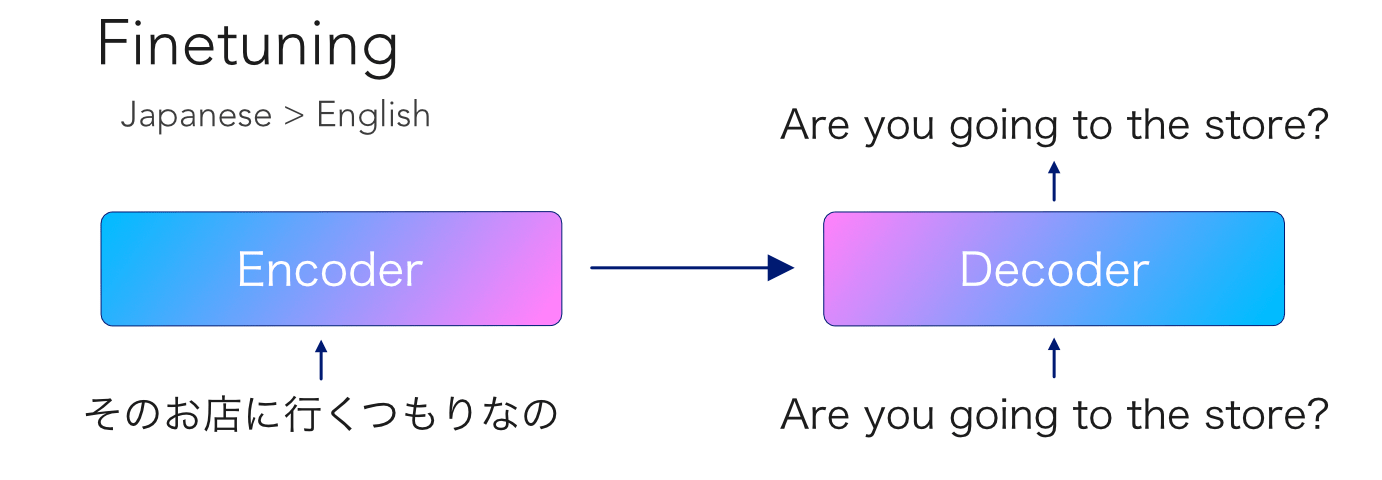 Finetuning
Japanese > English
Are you going to the store?
Encoder
Decoder
そのお店に行くつもりなの
Are you going to the store?